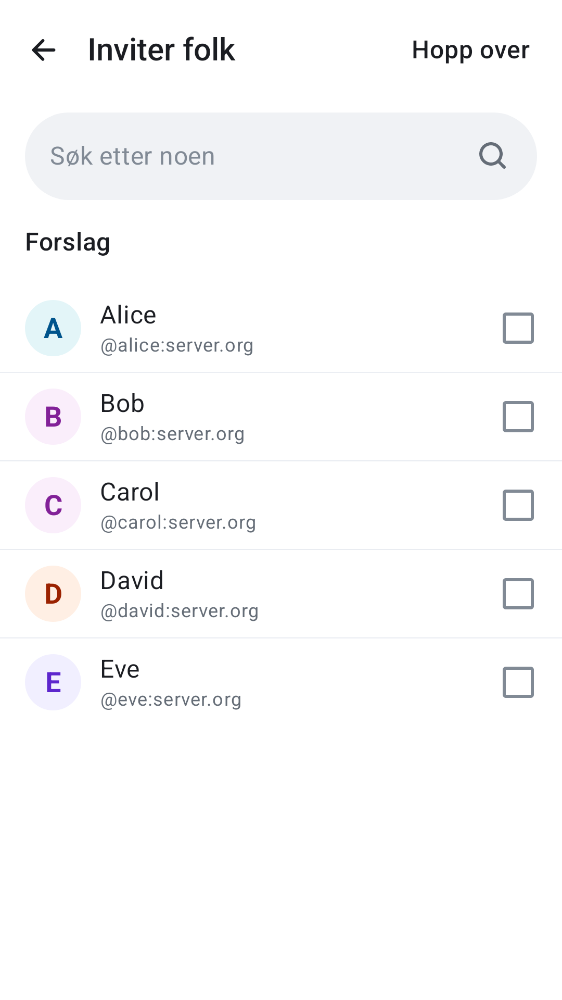 Inviter folk
Hopp over
Søk etter noen
Forslag
A
Alice
@alice:server.org
B
Bob
@bob:server.org
C
Carol
@carol:server.org
D
David
@david:server.org
E
Eve
@eve:server.org